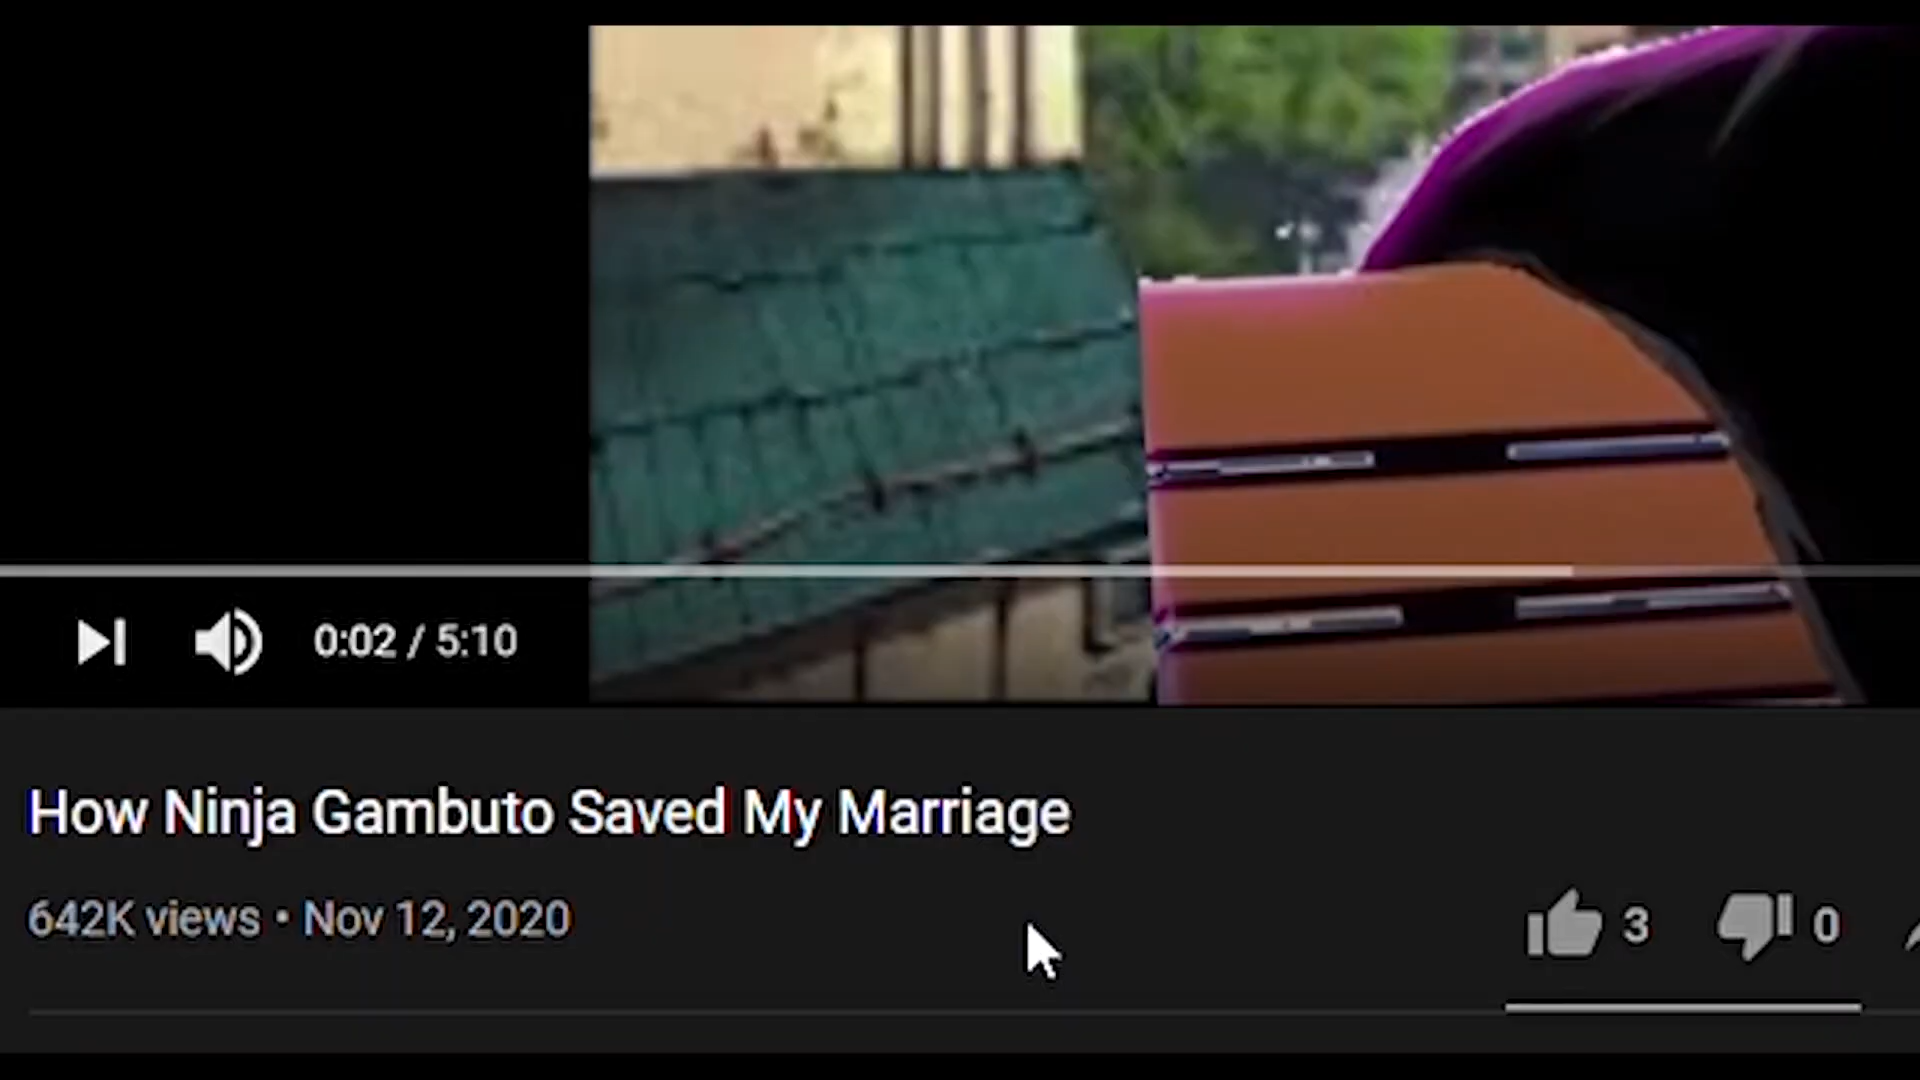 0:02 / 5:10
How Ninja Gambuto Saved My Marriage
642K views • Nov 12, 2020
3 0